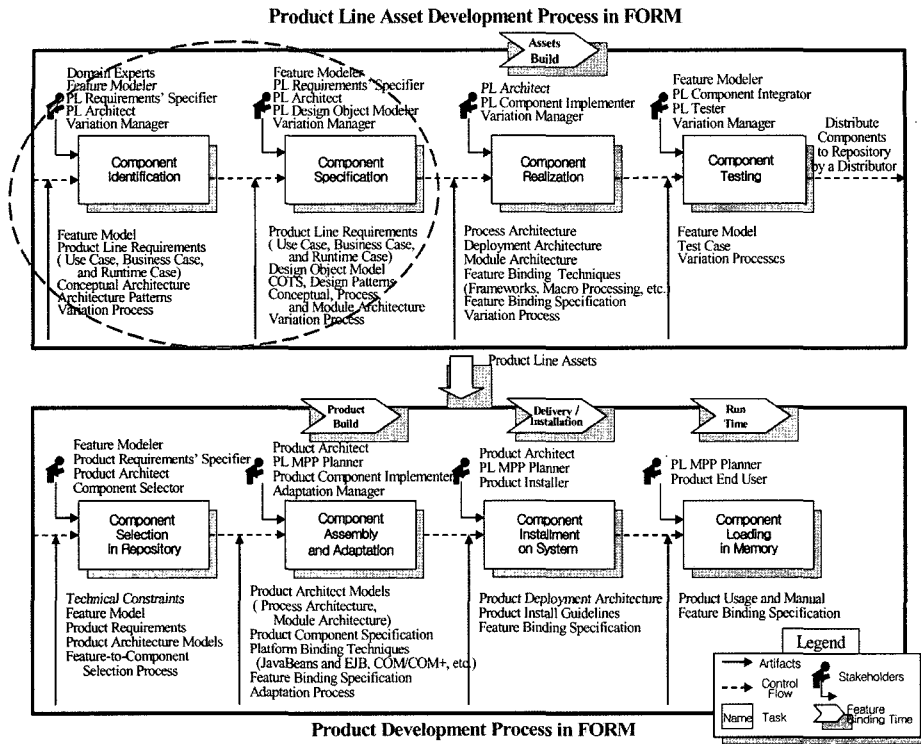 Product Line Asset Development Process in FORM
Assets
Build
Domain Experts
Feature Modeler
PL Requirements' Specifier
PL Architect
Variation Manager
Component
Identification
Feature Model
Product Line Requirements
( Use Case, Business Case,
and Runtime Case)
Conceptual Architecture
Architecture Patterns
Variation Process
Feature Modeler
PL Requirements' Specifier
PL Architect
PL Design Object Modeler
Variation Manager
Component
Specification
Product Line Requirements
( Use Case, Business Case,
and Runtime Case)
Design Object Model
COTS, Design Patterns
Conceptual, Process,
and Module Architecture
Variation Process
PL Architect
PL Component Implementer
Variation Manager
Component
Realization
Process Architecture
Deployment Architecture
Module Architecture
Feature Binding Techniques
(Frameworks, Macro Processing, etc.)
Feature Binding Specification
Variation Process
Feature Modeler
PL Component Integrator
PL Tester
Variation Manager
Component
Testing
Feature Model
Test Case
Variation Processes
Distribute
Components
to Repository
by a Distributor
Product Line Assets
Product
Build
Delivery /
Installation
Run
Time
Feature Modeler
Product Requirements' Specifier
Product Architect
Component Selector
Component
Selection
in Repository
Technical Constraints
Feature Model
Product Requirements
Product Architecture Models
Feature-to-Component
Selection Process
Product Architect
PL MPP Planner
Product Component Implementer
Adaptation Manager
Component
Assembly
and Adaptation
Product Architect Models
( Process Architecture,
Module Architecture)
Product Component Specification
Platform Binding Techniques
(JavaBeans and EJB, COM/COM+, etc.)
Feature Binding Specification
Adaptation Process
Product Architect
PL MPP Planner
Product Installer
Component
Installment
on System
Product Deployment Architecture
Product Install Guidelines
Feature Binding Specification
PL MPP Planner
Product End User
Component
Loading
in Memory
Product Usage and Manual
Feature Binding Specification
Legend
Artifacts
Control
Flow
Name
Task
Stakeholders
Feature
Binding Time
Product Development Process in FORM